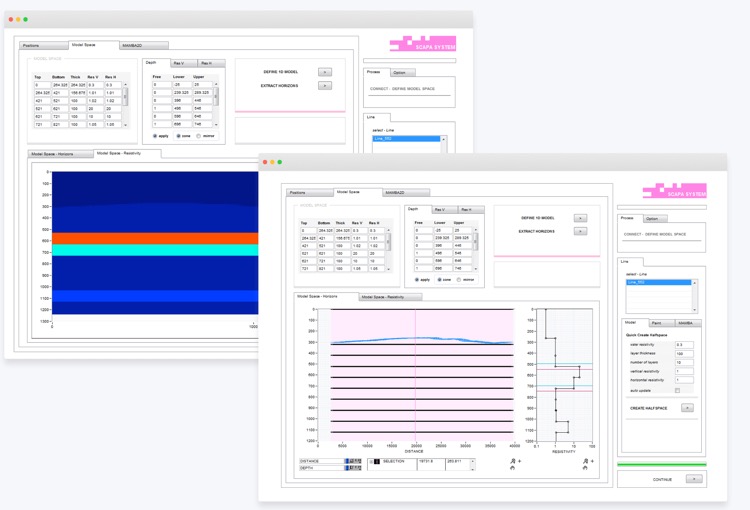 Positions
Model Space
MAMBA2D
MODEL SPACE
Top Bottom Thick Res V Res H
0 264.325 264.325 0.3 0.3
264.325 421 156.675 1.01 1.01
421 521 100 1.02 1.02
521 621 100 20 20
621 721 100 10 10
721 821 100 1.05 1.05
Depth
Res V
Res H
Free Lower Upper
0 -25 25
0 239.325 289.325
0 396 446
1 496 546
0 596 646
1 696 746
apply
zone
mirror
DEFINE 1D MODEL
EXTRACT HORIZONS
SCAPA SYSTEM
Process
Option
CONNECT - DEFINE MODEL SPACE
Line
select - Line
Model Space - Horizons
Model Space - Resistivity
0
100
200
300
400
500
600
700
800
900
1000
1100
1200
1300
0
Positions
Model Space
MAMBA2D
MODEL SPACE
Top Bottom Thick Res V Res H
0 264.325 264.325 0.3 0.3
264.325 421 156.675 1.01 1.01
421 521 100 1.02 1.02
521 621 100 20 20
621 721 100 10 10
721 821 100 1.05 1.05
Depth
Res V
Res H
Free Lower Upper
0 -25 25
0 239.325 289.325
0 396 446
1 496 546
0 596 646
1 696 746
apply
zone
mirror
DEFINE 1D MODEL
EXTRACT HORIZONS
SCAPA SYSTEM
Process
Option
CONNECT - DEFINE MODEL SPACE
Line
select - Line
Model
Paint
MAMBA
Quick Create Halfspace
water resistivity 0.3
layer thickness 100
number of layers 10
vertical resistivity 1
horizontal resistivity 1
auto update
CREATE HALFSPACE
CONTINUE
Model Space - Horizons
Model Space - Resistivity
0
100
200
300
400
500
600
700
800
900
1000
1100
1200
5000 10000 15000 20000 25000 30000 35000 40000
DISTANCE
0
100
200
300
400
500
600
700
800
900
1000
1100
1200
0.1 1 10 100
RESISTIVITY
DISTANCE
DEPTH
SELECTION